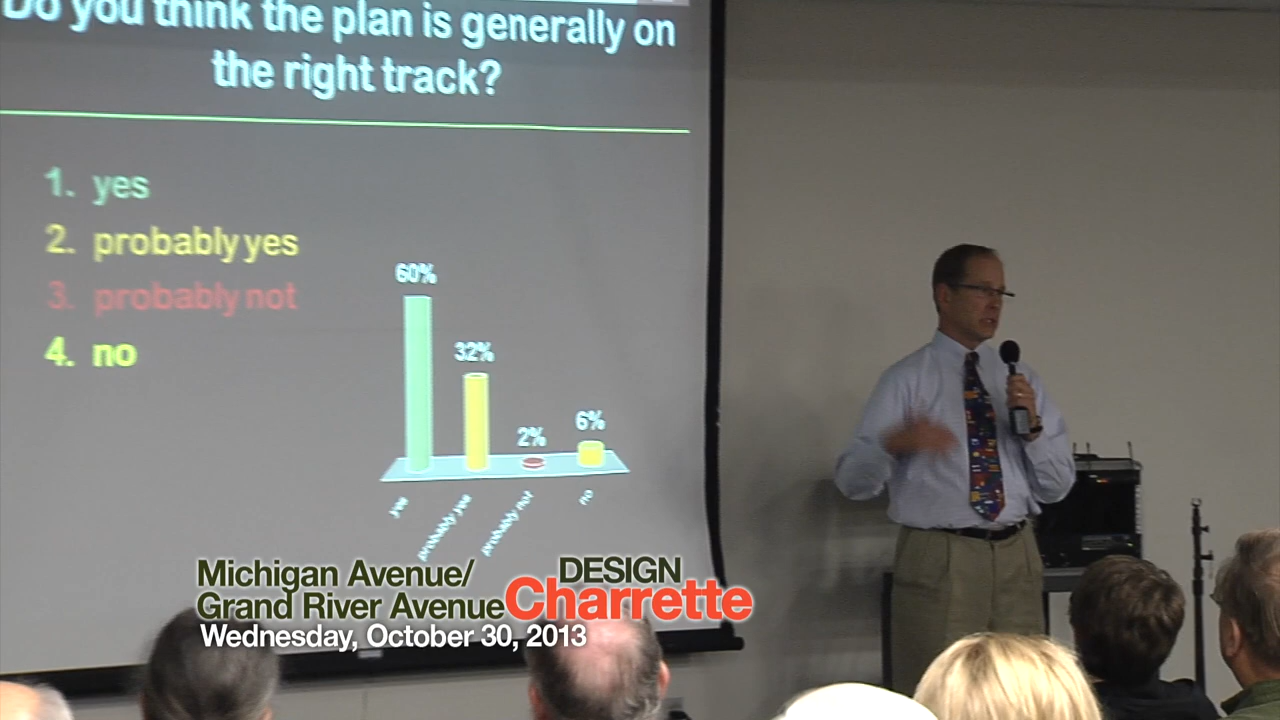 Do you think the plan is generally on
the right track?
1. yes
2. probably yes
3. probably not
4. no
60%
32%
2%
6%
yes
probably yes
probably not
no
Michigan Avenue/
Grand River Avenue
DESIGN
Charrette
Wednesday, October 30, 2013